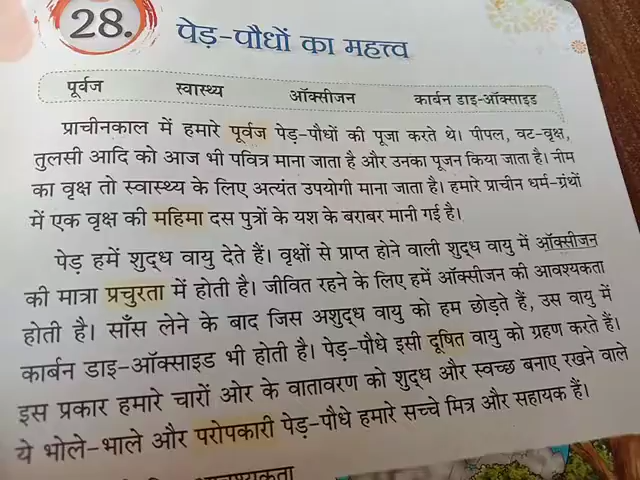 28.
पेड़-पौधों का महत्त्व
पूर्वज स्वास्थ्य ऑक्सीजन कार्बन डाइ-ऑक्साइड
प्राचीनकाल में हमारे पूर्वज पेड़-पौधों की पूजा करते थे। पीपल, वट-वृक्ष,
तुलसी आदि को आज भी पवित्र माना जाता है और उनका पूजन किया जाता है। नीम
का वृक्ष तो स्वास्थ्य के लिए अत्यंत उपयोगी माना जाता है। हमारे प्राचीन धर्म-ग्रंथों
में एक वृक्ष की महिमा दस पुत्रों के यश के बराबर मानी गई है।
पेड़ हमें शुद्ध वायु देते हैं। वृक्षों से प्राप्त होने वाली शुद्ध वायु में ऑक्सीजन
की मात्रा प्रचुरता में होती है। जीवित रहने के लिए हमें ऑक्सीजन की आवश्यकता
होती है। साँस लेने के बाद जिस अशुद्ध वायु को हम छोड़ते हैं, उस वायु में
कार्बन डाइ-ऑक्साइड भी होती है। पेड़-पौधे इसी दूषित वायु को ग्रहण करते हैं।
इस प्रकार हमारे चारों ओर के वातावरण को शुद्ध और स्वच्छ बनाए रखने वाले
ये भोले-भाले और परोपकारी पेड़-पौधे हमारे सच्चे मित्र और सहायक हैं।